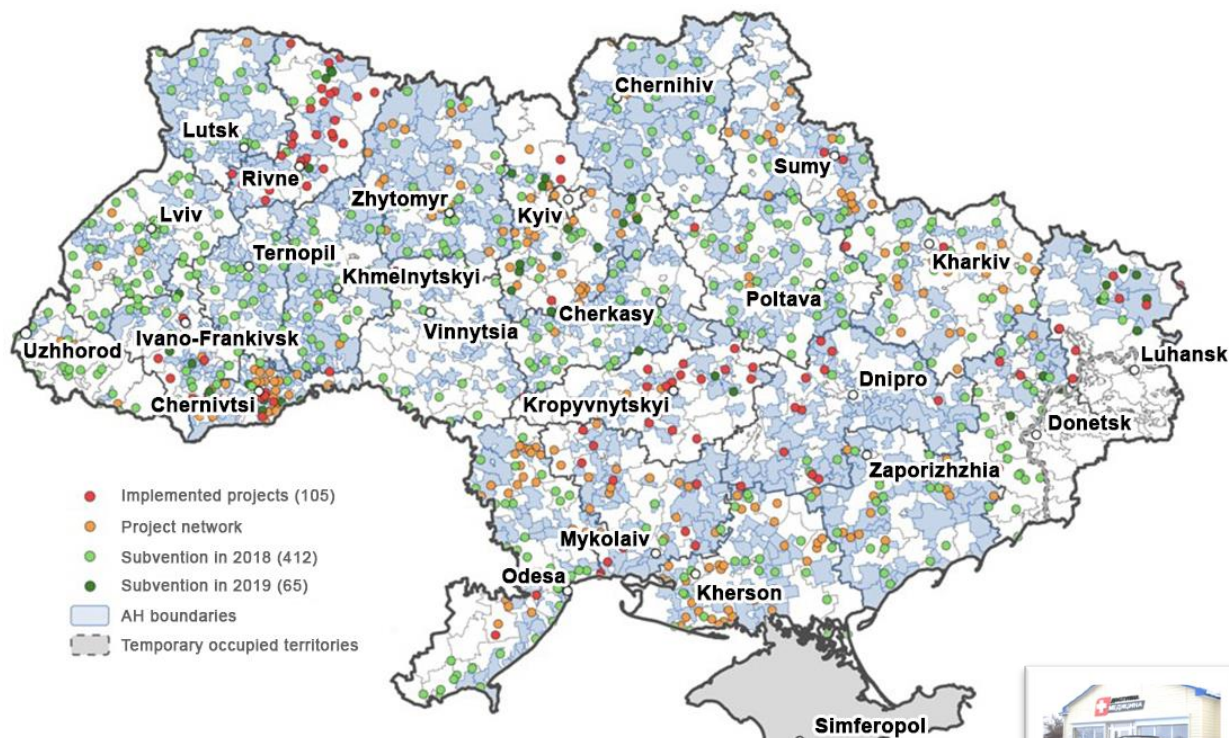 Chernihiv
Lutsk
Rivne
Sumy
Zhytomyr
Kyiv
Lviv
Ternopil
Kharkiv
Khmelnytskyi
Cherkasy
Poltava
Vinnytsia
Ivano-Frankivsk
Uzhhorod
Luhansk
Dnipro
Chernivtsi
Kropyvnytskyi
Donetsk
Zaporizhzhia
Implemented projects (105)
Project network
Subvention in 2018 (412)
Subvention in 2019 (65)
AH boundaries
Temporary occupied territories
Mykolaiv
Odesa
Kherson
Simferopol
МЕДИЦИНА